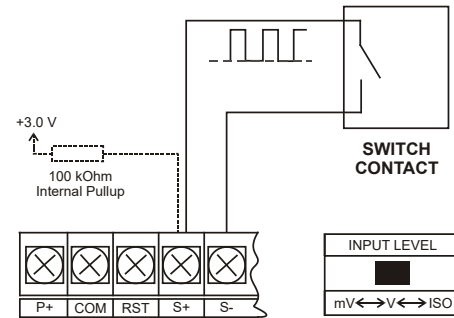 +3.0 V
100 kOhm
Internal Pullup
SWITCH
CONTACT
P+ COM RST S+ S-
INPUT LEVEL
mV↔V↔ISO